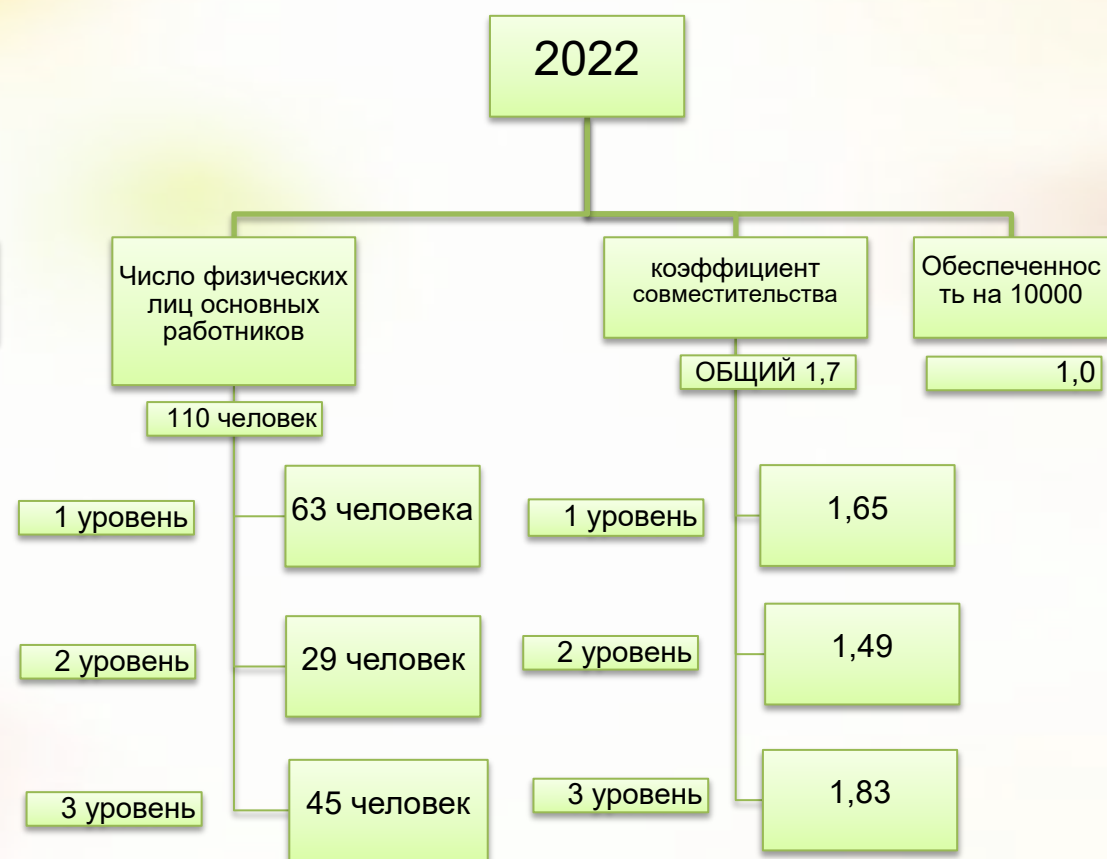 2022
Число физических
лиц основных
работников
110 человек
1 уровень
63 человека
2 уровень
29 человек
3 уровень
45 человек
коэффициент
совместительства
ОБЩИЙ 1,7
1 уровень
1,65
2 уровень
1,49
3 уровень
1,83
Обеспеченнос
ть на 10000
1,0